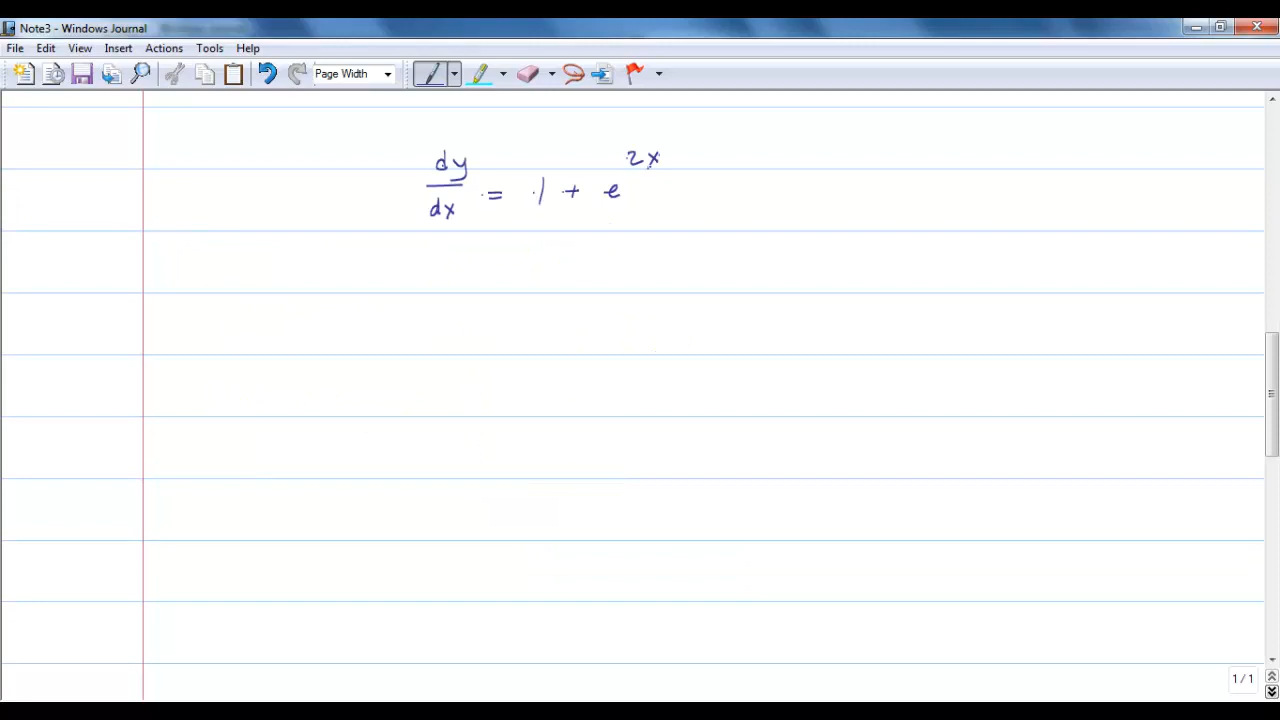 Note3 - Windows Journal
File Edit View Insert Actions Tools Help
Page Width
dy/dx = 1 + e^2x
1 / 1